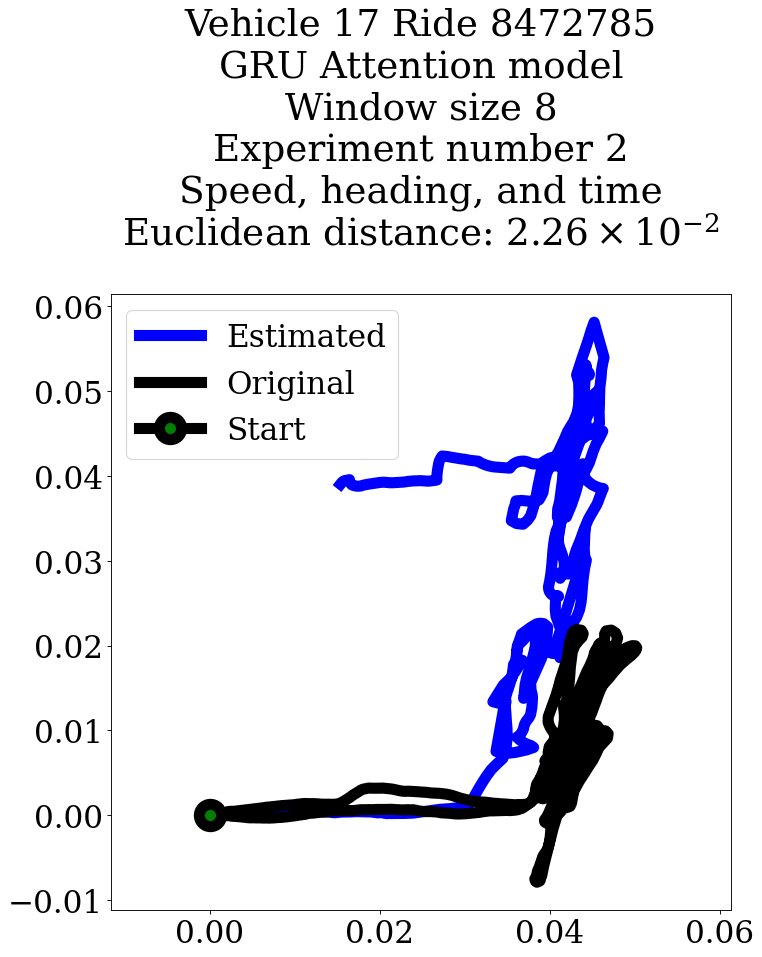 Vehicle 17 Ride 8472785
GRU Attention model
Window size 8
Experiment number 2
Speed, heading, and time
Euclidean distance: 2.26 × 10⁻²
Estimated
Original
Start
0.06
0.05
0.04
0.03
0.02
0.01
0.00
−0.01
0.00 0.02 0.04 0.06